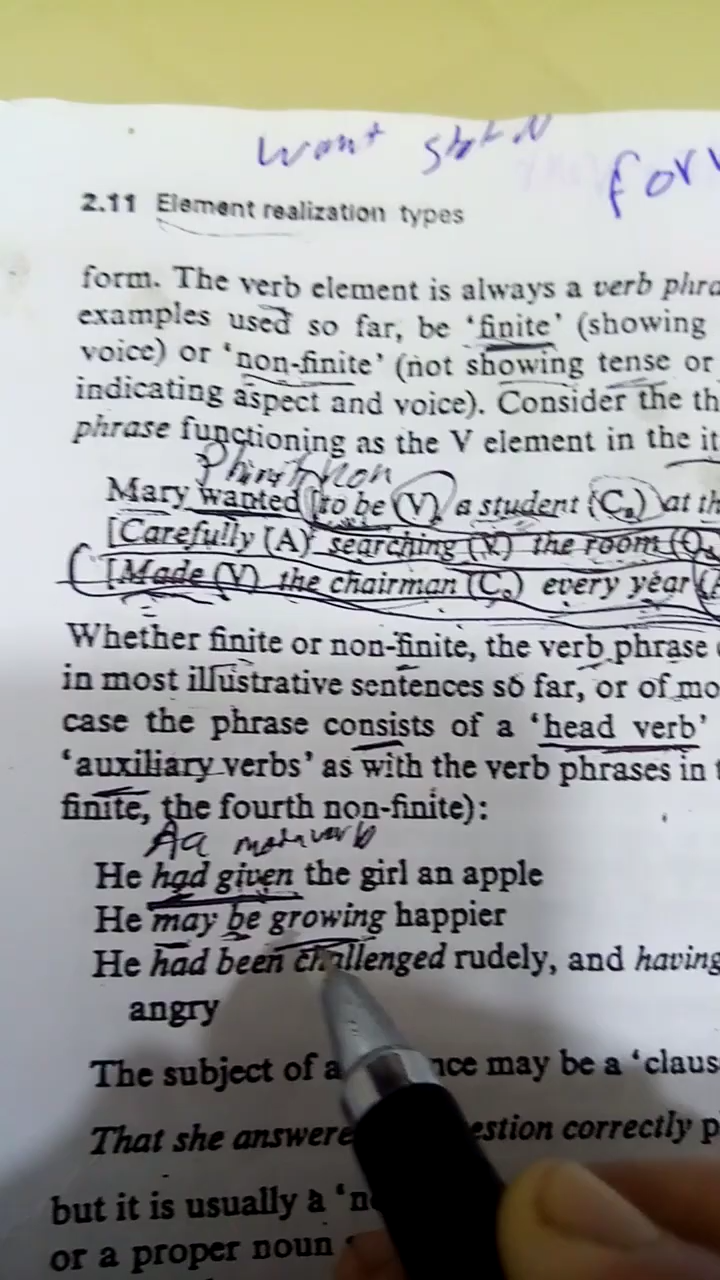 want
for
2.11 Element realization types
form. The verb element is always a verb phra
examples used so far, be ‘finite’ (showing
voice) or ‘non-finite’ (not showing tense or
indicating aspect and voice). Consider the th
phrase functioning as the V element in the it
non
Mary wanted [to be (V) a student (Cs) at th
[Carefully (A) searching (V) the room (O
[Made (V) the chairman (C) every year (A
Whether finite or non-finite, the verb phrase
in most illustrative sentences so far, or of mo
case the phrase consists of a ‘head verb’
‘auxiliary verbs’ as with the verb phrases in t
finite, the fourth non-finite):
verb
He had given the girl an apple
He may be growing happier
He had been challenged rudely, and having
angry
The subject of a nce may be a ‘claus
That she answere estion correctly p
but it is usually a ‘n
or a proper noun